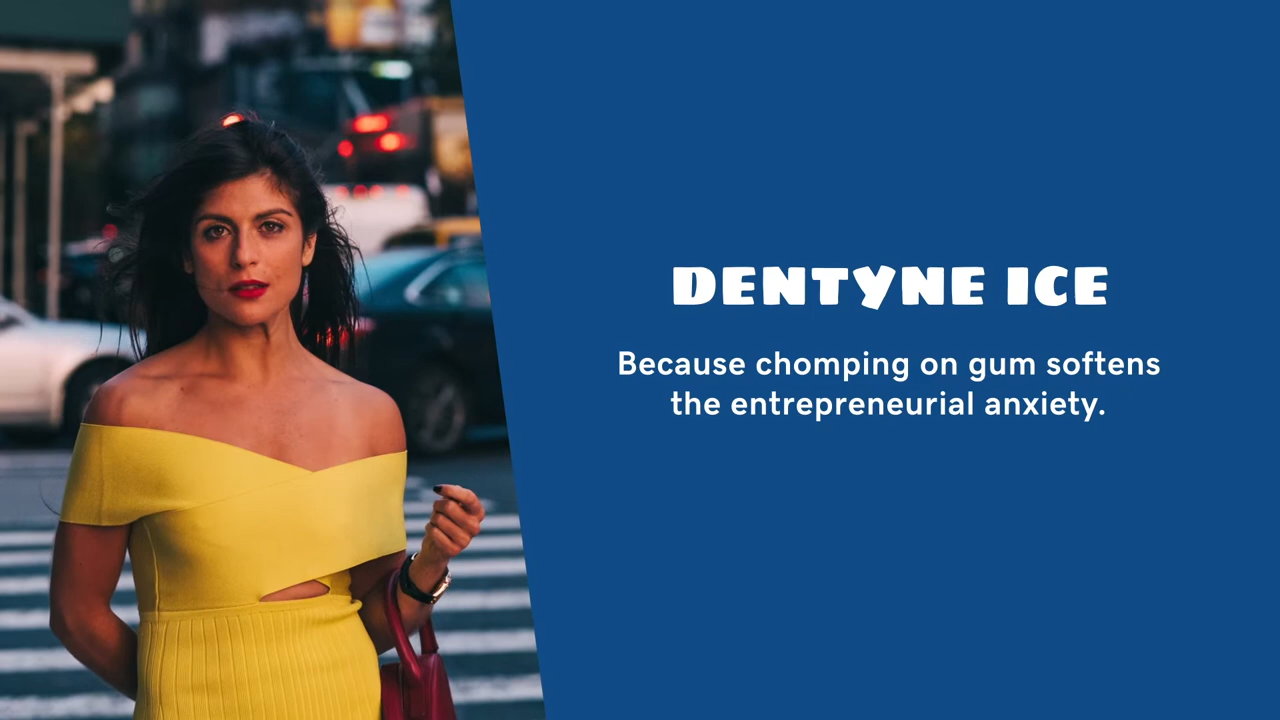 DENTYNE ICE
Because chomping on gum softens
the entrepreneurial anxiety.